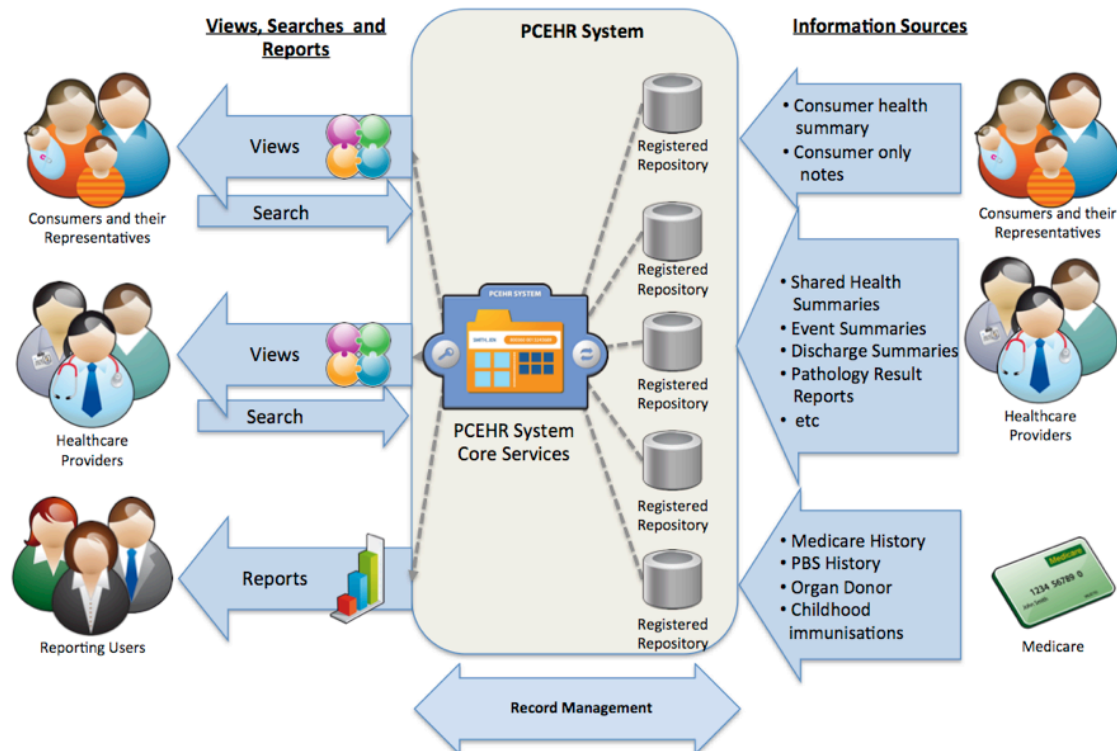 Views, Searches and
Reports
PCEHR System
Information Sources
Views
Search
Consumers and their
Representatives
Views
Search
Healthcare
Providers
Reports
Reporting Users
PCEHR SYSTEM
PCEHR System
Core Services
Registered
Repository
Registered
Repository
Registered
Repository
Registered
Repository
Registered
Repository
• Consumer health
summary
• Consumer only
notes
Consumers and their
Representatives
• Shared Health
Summaries
• Event Summaries
• Discharge Summaries
• Pathology Result
Reports
• etc
Healthcare
Providers
• Medicare History
• PBS History
• Organ Donor
• Childhood
immunisations
Medicare
1234 56789 0
John Smith
Medicare
Record Management